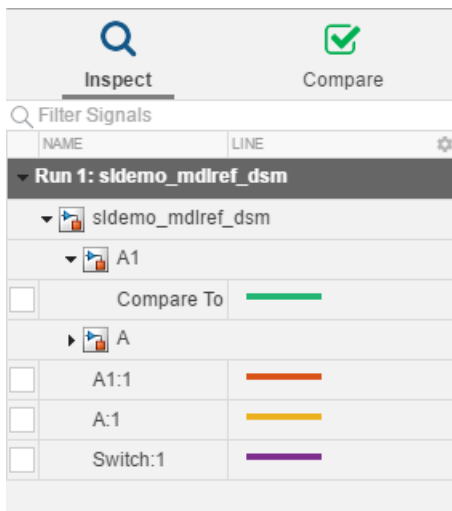 Inspect Compare
Filter Signals
NAME LINE
Run 1: sldemo_mdlref_dsm
sldemo_mdlref_dsm
A1
Compare To
A
A1:1
A:1
Switch:1